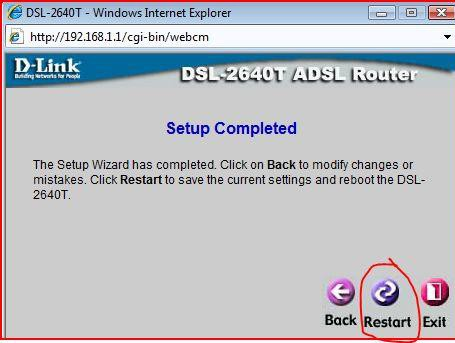 DSL-2640T - Windows Internet Explorer
http://192.168.1.1/cgi-bin/webcm
D-Link
Building Networks for People
DSL-2640T ADSL Router
Setup Completed
The Setup Wizard has completed. Click on Back to modify changes or
mistakes. Click Restart to save the current settings and reboot the DSL-
2640T.
Back Restart Exit